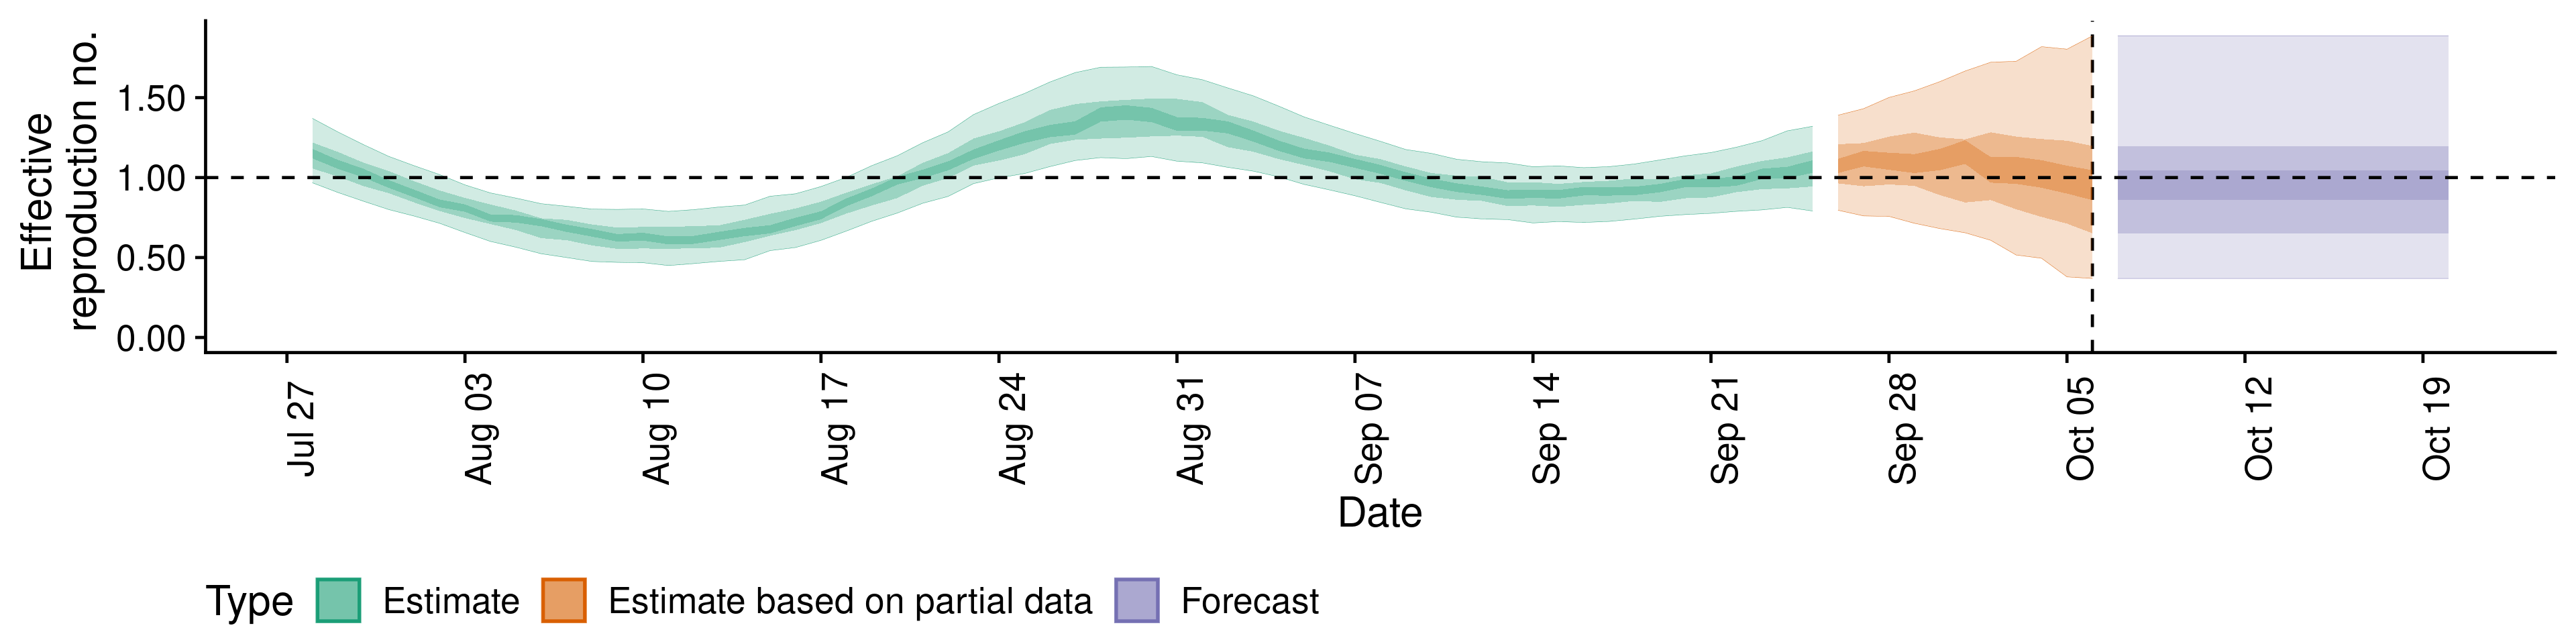 Effective
reproduction no.
1.50
1.00
0.50
0.00
Jul 27
Aug 03
Aug 10
Aug 17
Aug 24
Aug 31
Sep 07
Sep 14
Sep 21
Sep 28
Oct 05
Oct 12
Oct 19
Date
Type Estimate Estimate based on partial data Forecast